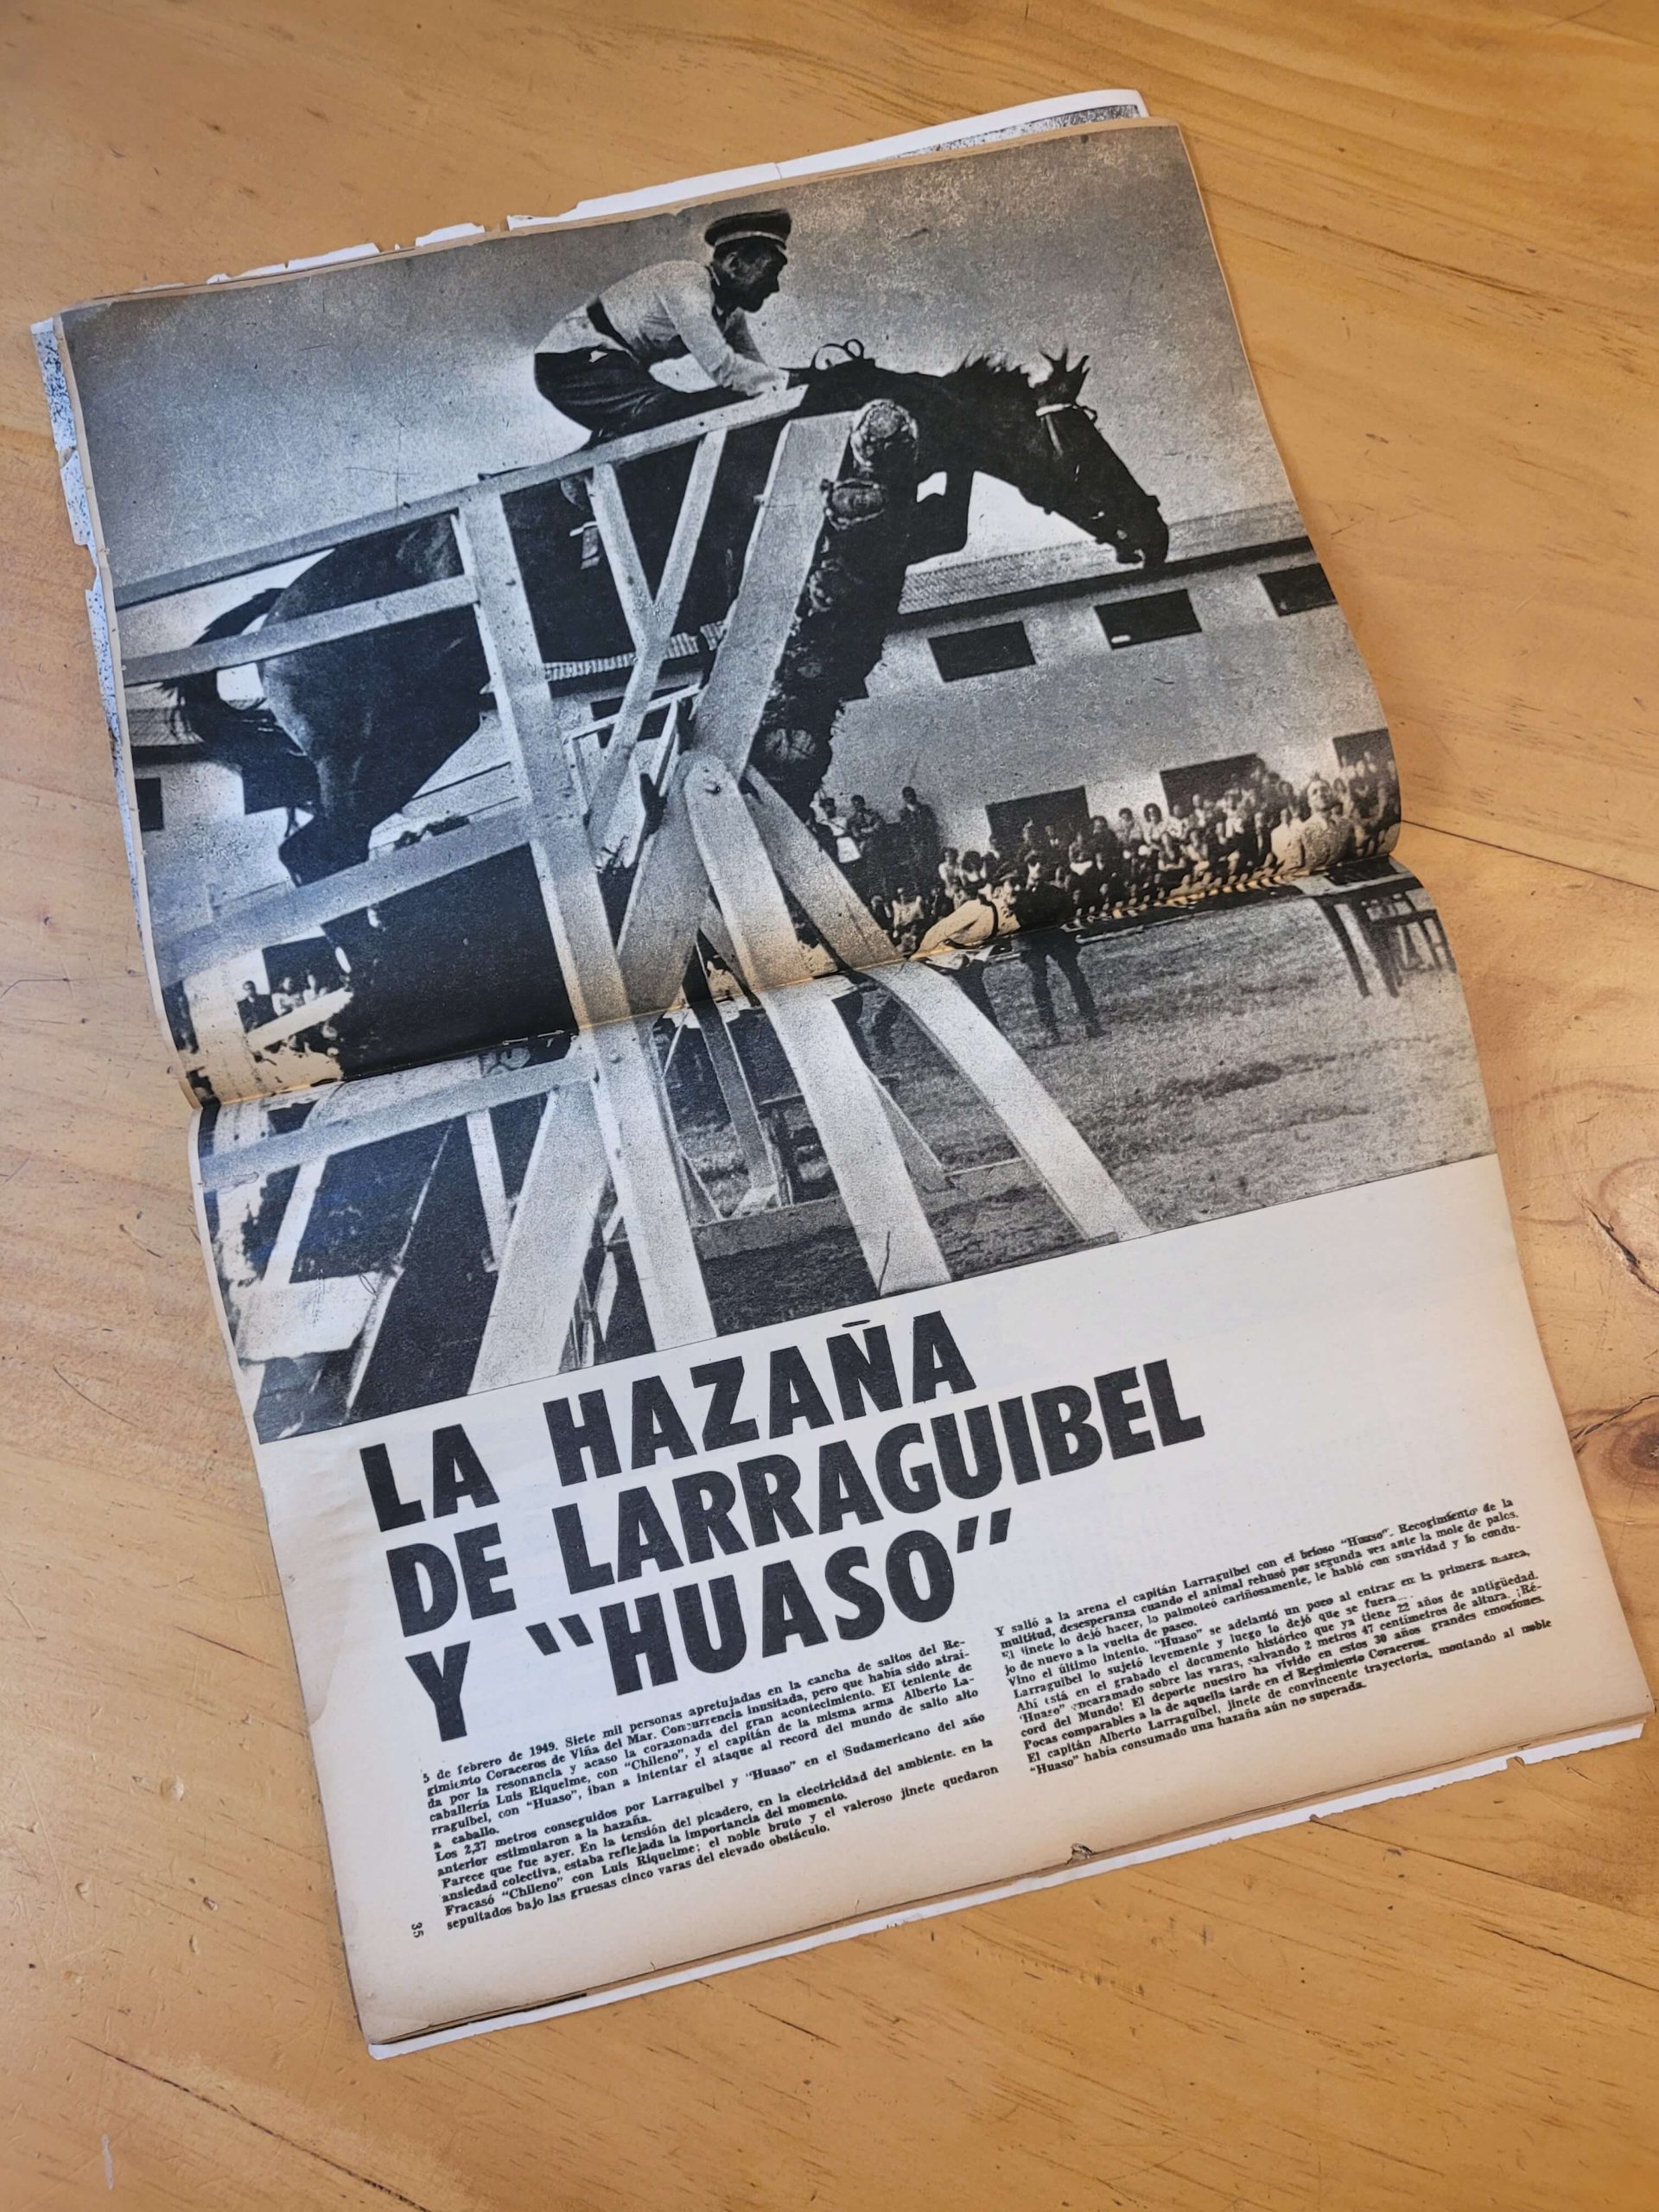 LA HAZAÑA
DE LARRAGUIBEL
Y "HUASO"
5 de febrero de 1949. Siete mil personas apretujadas en la cancha de saltos del Re-
gimiento Coraceros de Viña del Mar. Concurrencia inusitada, pero que había sido atraí-
da por la resonancia y acaso la corazonada del gran acontecimiento. El teniente de
caballería Luis Riquelme, con "Chileno", y el capitán de la misma arma Alberto La-
rraguibel, con "Huaso", iban a intentar el ataque al record del mundo de salto alto
a caballo.
Los 2,37 metros conseguidos por Larraguibel y "Huaso" en el Sudamericano del año
anterior estimularon a la hazaña.
Parece que fue ayer. En la tensión del picadero, en la electricidad del ambiente, en la
ansiedad colectiva, estaba reflejada la importancia del momento.
Fracasó "Chileno" con Luis Riquelme; el noble bruto y el valeroso jinete quedaron
sepultados bajo las gruesas cinco varas del elevado obstáculo.
Y salió a la arena el capitán Larraguibel con el brioso "Huaso". Recogimiento de la
multitud, desesperanza cuando el animal rehusó por segunda vez ante la mole de palos.
El jinete lo dejó hacer, lo palmoteó cariñosamente, le habló con suavidad y lo condu-
jo de nuevo a la vuelta de paseo.
Vino el último intento. "Huaso" se adelantó un poco al entrar en la primera marca,
Larraguibel lo sujetó levemente y luego lo dejó que se fuera...
Ahí está en el grabado el documento histórico que ya tiene 22 años de antigüedad.
"Huaso" encaramado sobre las varas, salvando 2 metros 47 centímetros de altura. ¡Ré-
cord del Mundo! El deporte nuestro ha vivido en estos 30 años grandes emociones.
Pocas comparables a la de aquella tarde en el Regimiento Coraceros.
El capitán Alberto Larraguibel, jinete de convincente trayectoria, montando al noble
"Huaso" había consumado una hazaña aún no superada.
35